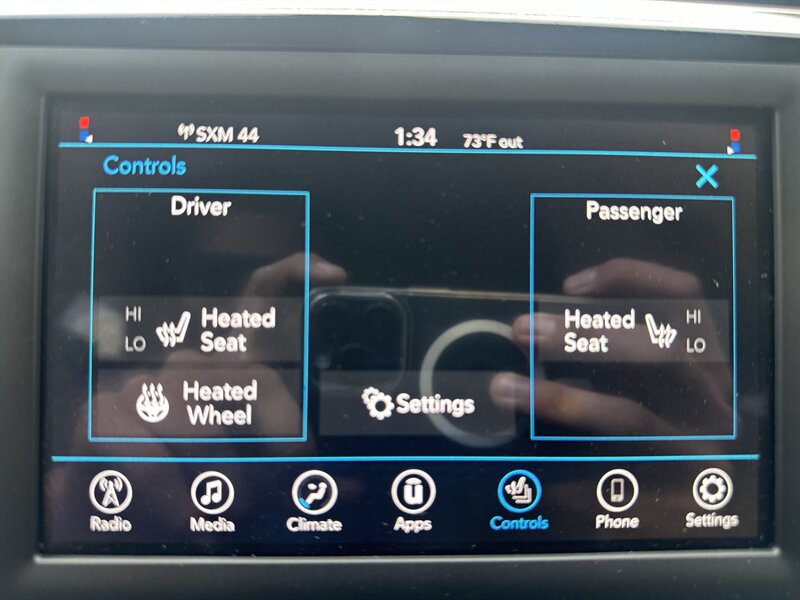 SXM 44 1:34 73°F out
Controls
Driver
Passenger
HI
LO
Heated
Seat
Heated
Seat
HI
LO
Heated
Wheel
Settings
Radio Media Climate Apps Controls Phone Settings